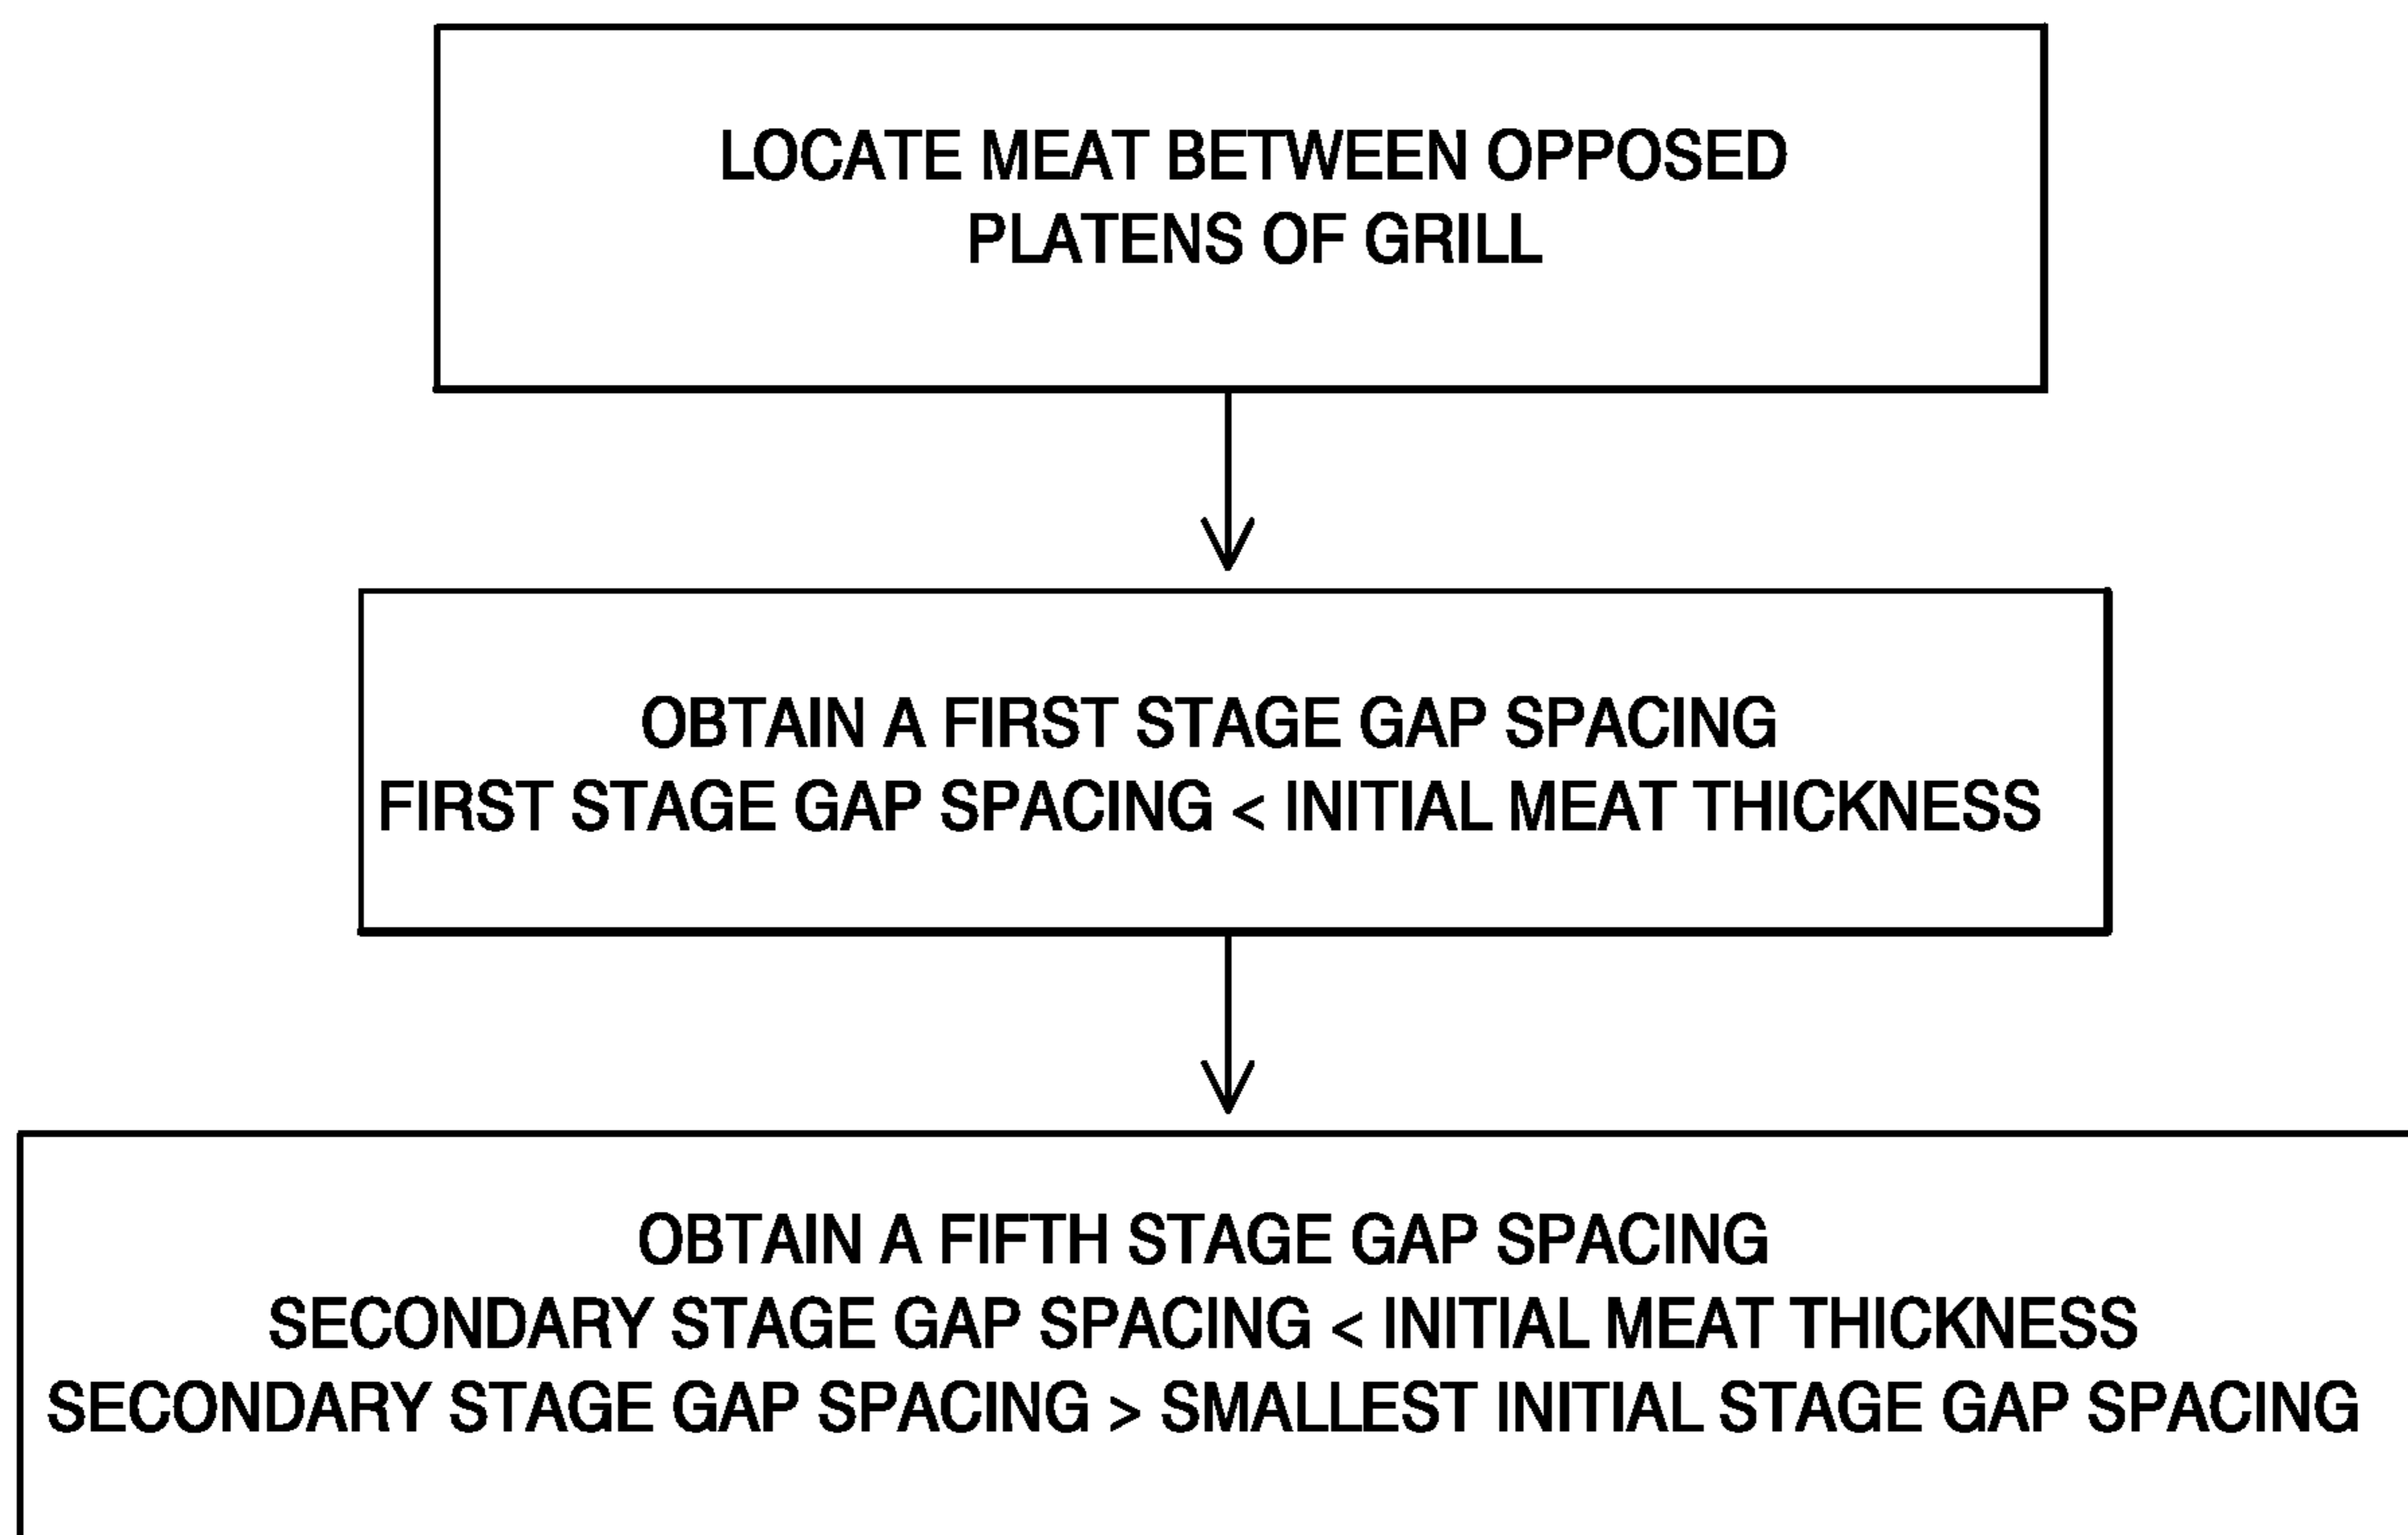 LOCATE MEAT BETWEEN OPPOSED
PLATENS OF GRILL
OBTAIN A FIRST STAGE GAP SPACING
FIRST STAGE GAP SPACING < INITIAL MEAT THICKNESS
OBTAIN A FIFTH STAGE GAP SPACING
SECONDARY STAGE GAP SPACING < INITIAL MEAT THICKNESS
SECONDARY STAGE GAP SPACING > SMALLEST INITIAL STAGE GAP SPACING